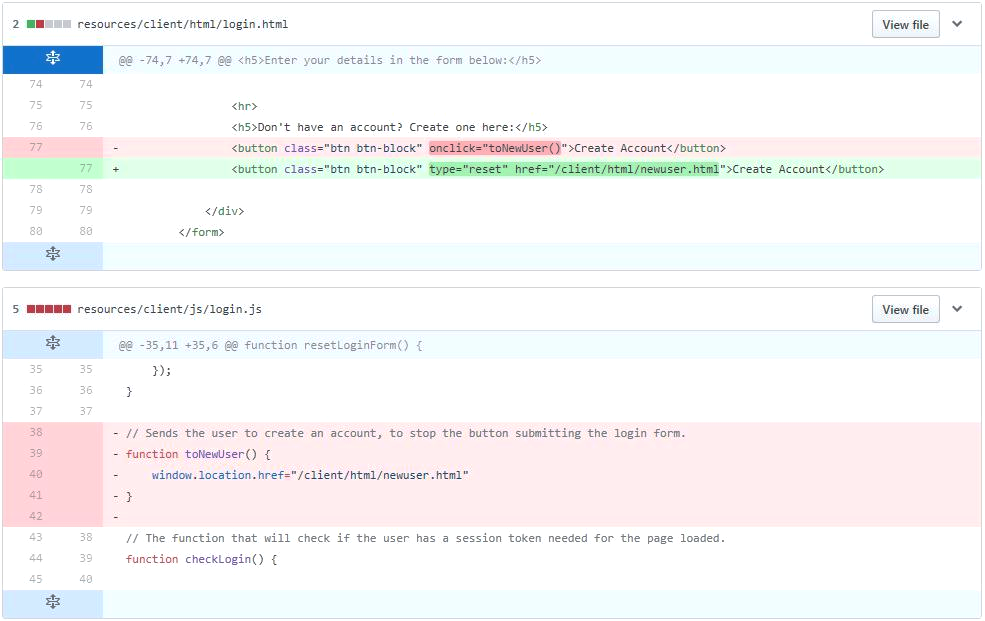 2 resources/client/html/login.html View file
@@ -74,7 +74,7 @@ <h5>Enter your details in the form below:</h5>
74 74
75 75 <hr>
76 76 <h5>Don't have an account? Create one here:</h5>
77 - <button class="btn btn-block" onclick="toNewUser()">Create Account</button>
77 + <button class="btn btn-block" type="reset" href="/client/html/newuser.html">Create Account</button>
78 78
79 79 </div>
80 80 </form>
5 resources/client/js/login.js View file
@@ -35,11 +35,6 @@ function resetLoginForm() {
35 35 });
36 36 }
37 37
38 - // Sends the user to create an account, to stop the button submitting the login form.
39 - function toNewUser() {
40 - window.location.href="/client/html/newuser.html"
41 - }
42 -
43 38 // The function that will check if the user has a session token needed for the page loaded.
44 39 function checkLogin() {
45 40